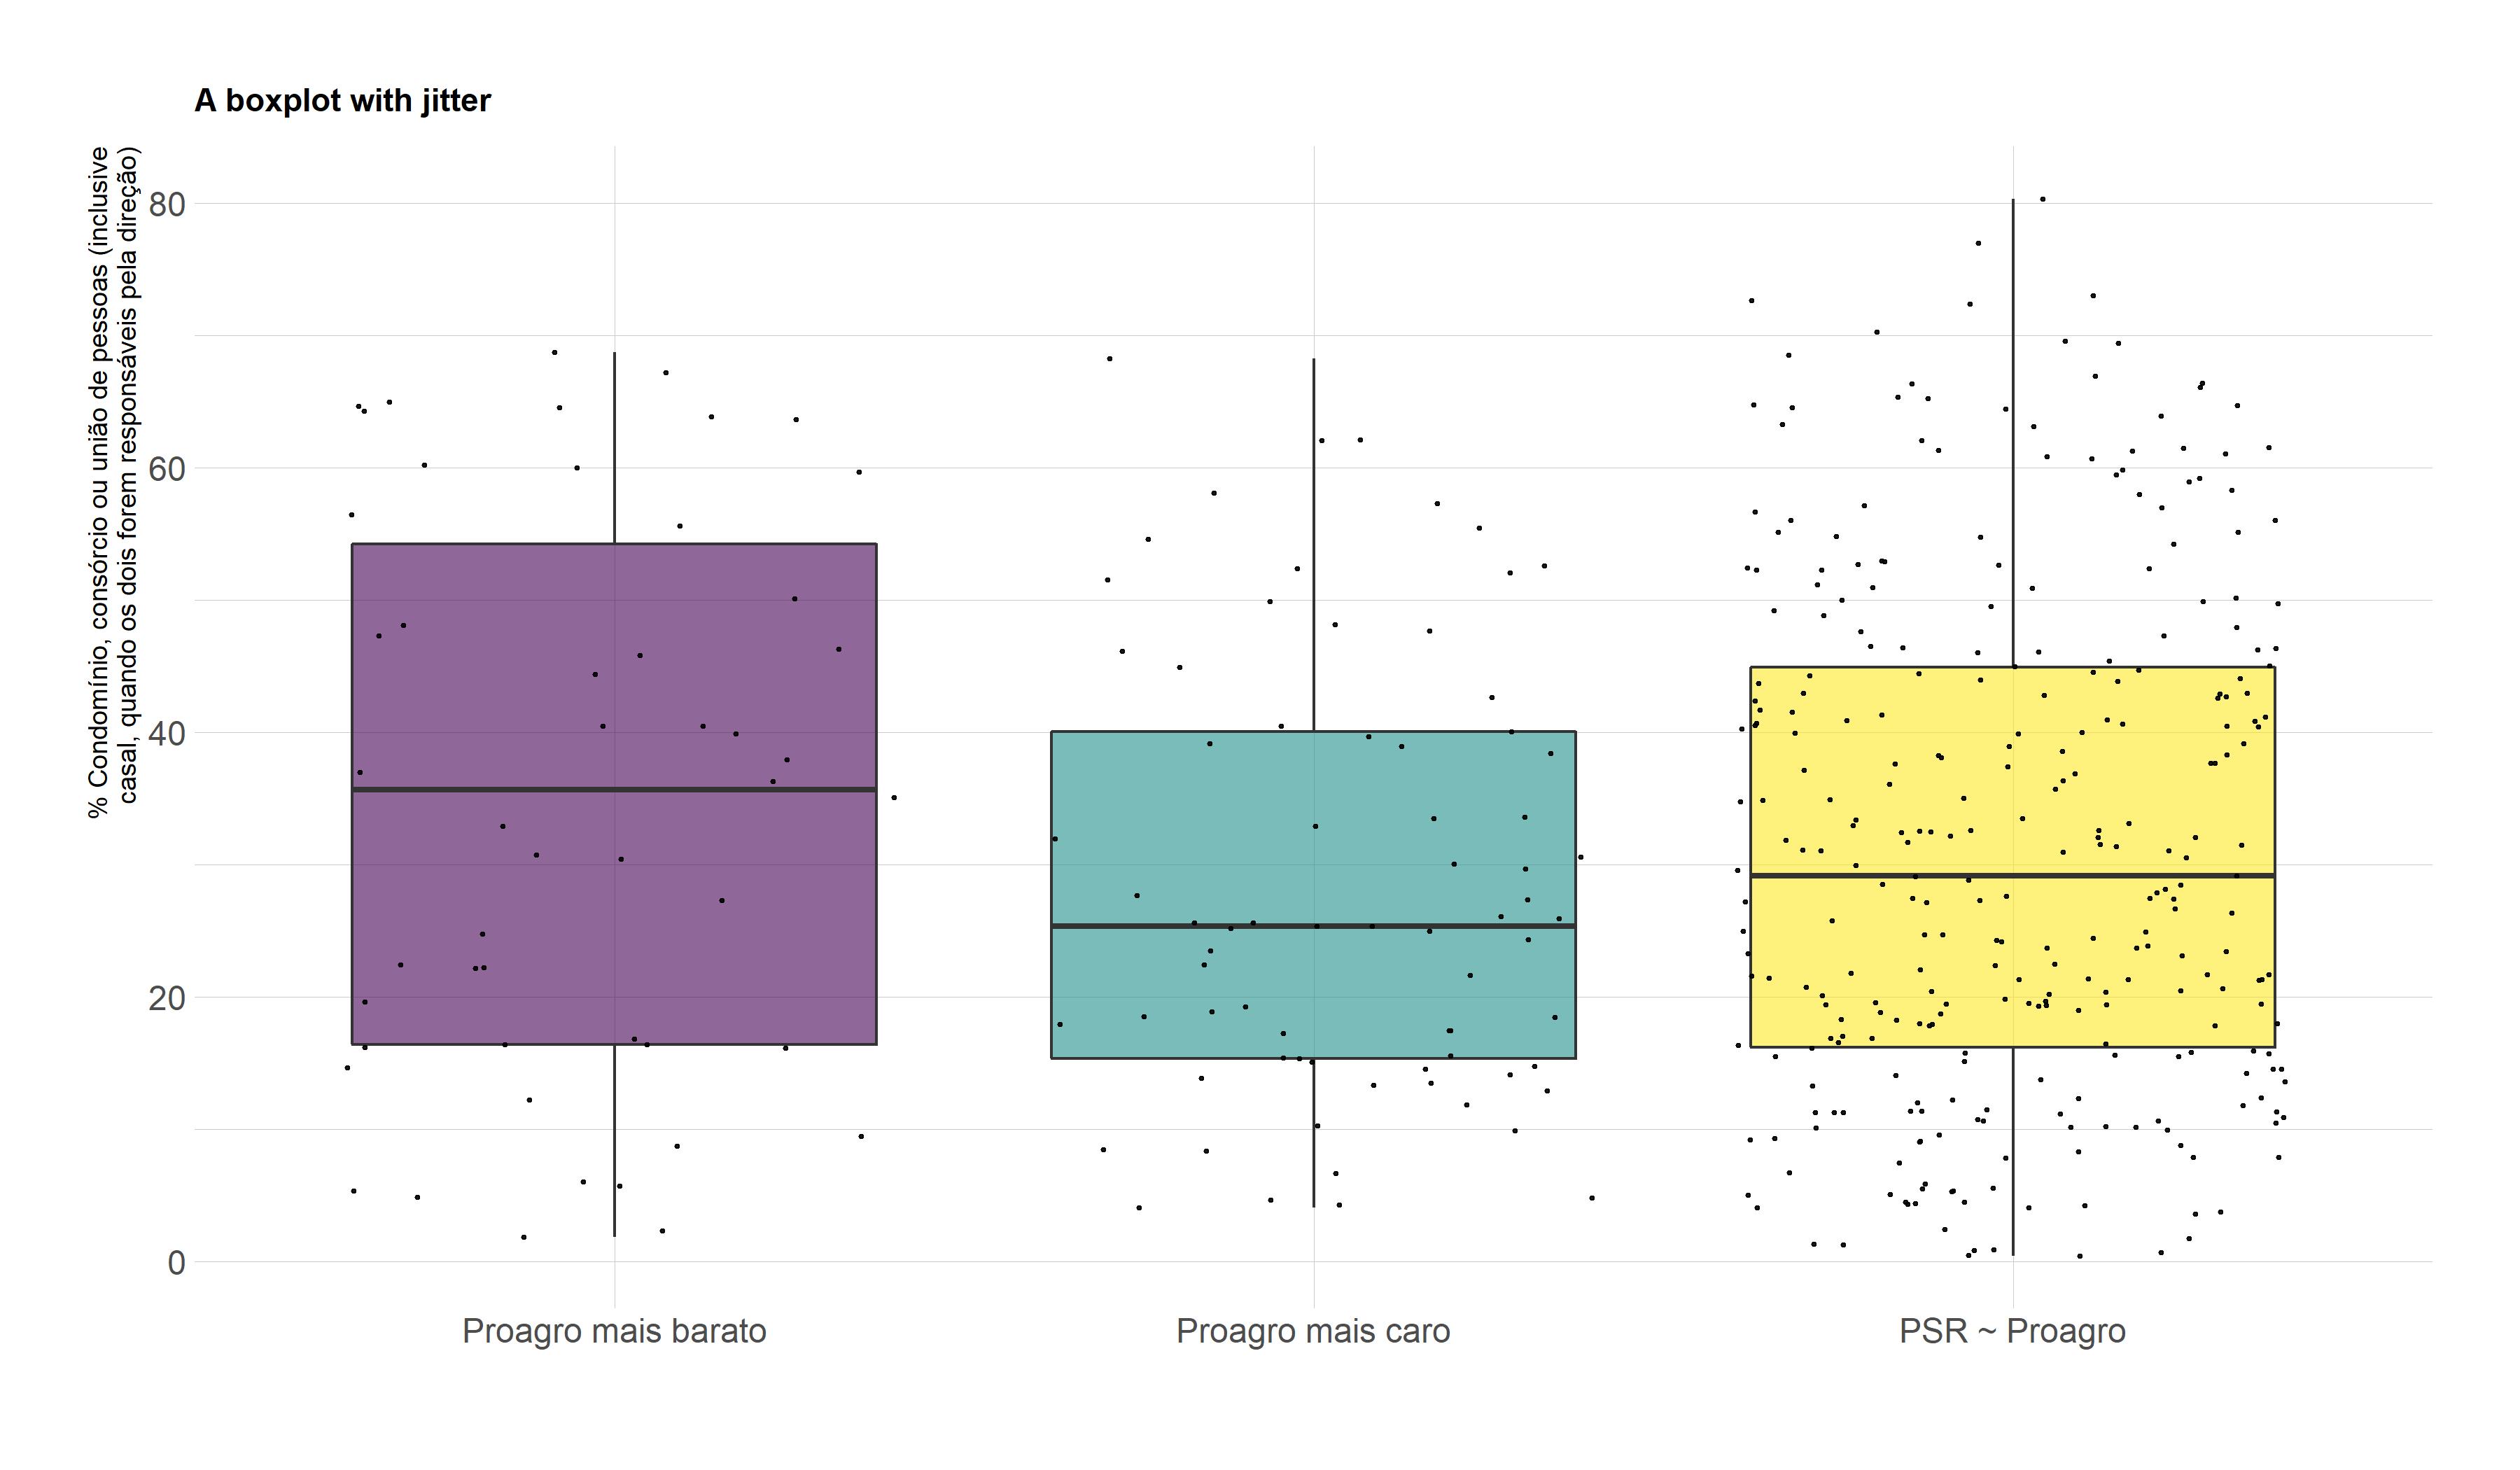 A boxplot with jitter
% Condomínio, consórcio ou união de pessoas (inclusive
casal, quando os dois forem responsáveis pela direção)
80
60
40
20
0
Proagro mais barato
Proagro mais caro
PSR ~ Proagro